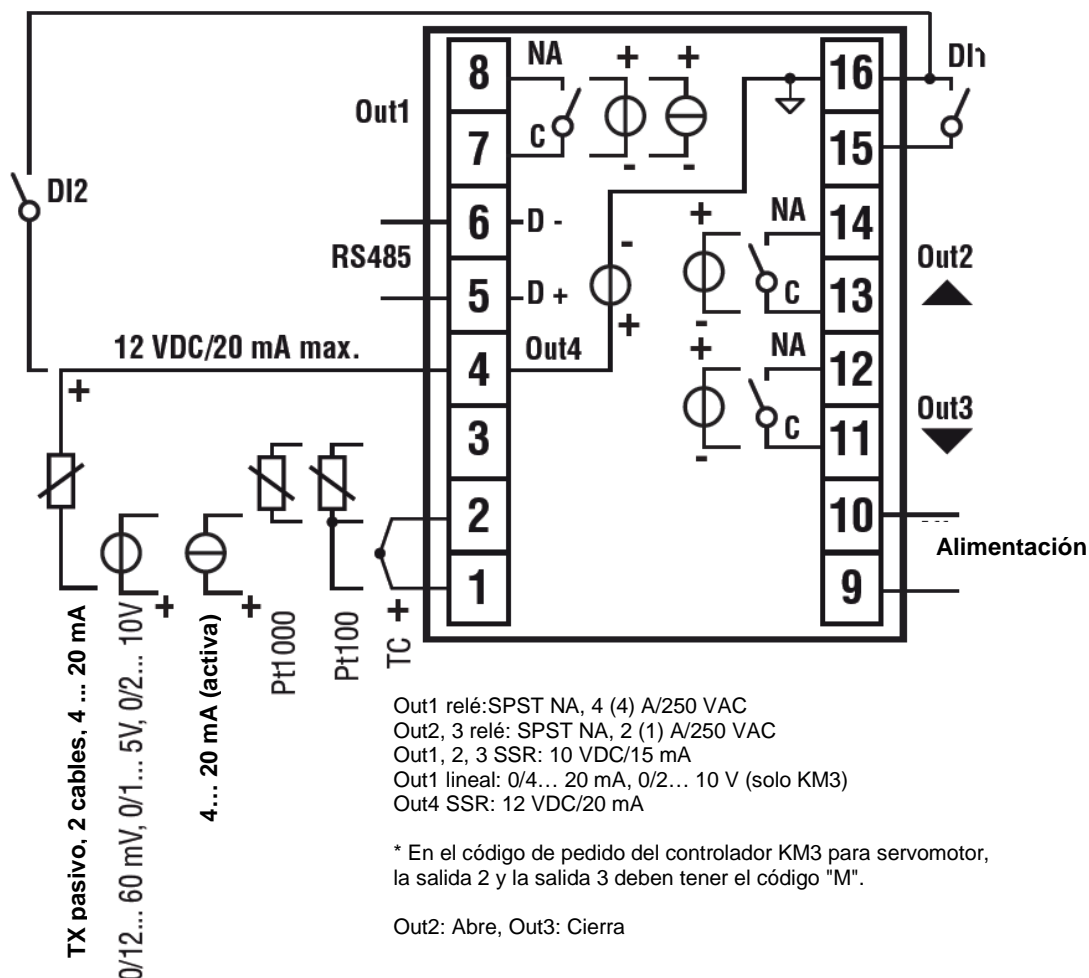 8
NA
+
+
16
DI1
Out1
7
C
-
-
15
DI2
6
D -
-
+
NA
14
RS485
Out2
5
D +
C
13
+
-
12 VDC/20 mA max.
4
Out4
+
NA
12
+
3
C
11
Out3
-
2
10
Alimentación
1
9
TX pasivo, 2 cables, 4 ... 20 mA
0/12... 60 mV, 0/1... 5V, 0/2... 10V
+
4... 20 mA (activa)
+
Pt1000
Pt100
TC
+
Out1 relé:SPST NA, 4 (4) A/250 VAC
Out2, 3 relé: SPST NA, 2 (1) A/250 VAC
Out1, 2, 3 SSR: 10 VDC/15 mA
Out1 lineal: 0/4… 20 mA, 0/2… 10 V (solo KM3)
Out4 SSR: 12 VDC/20 mA
* En el código de pedido del controlador KM3 para servomotor,
la salida 2 y la salida 3 deben tener el código "M".
Out2: Abre, Out3: Cierra